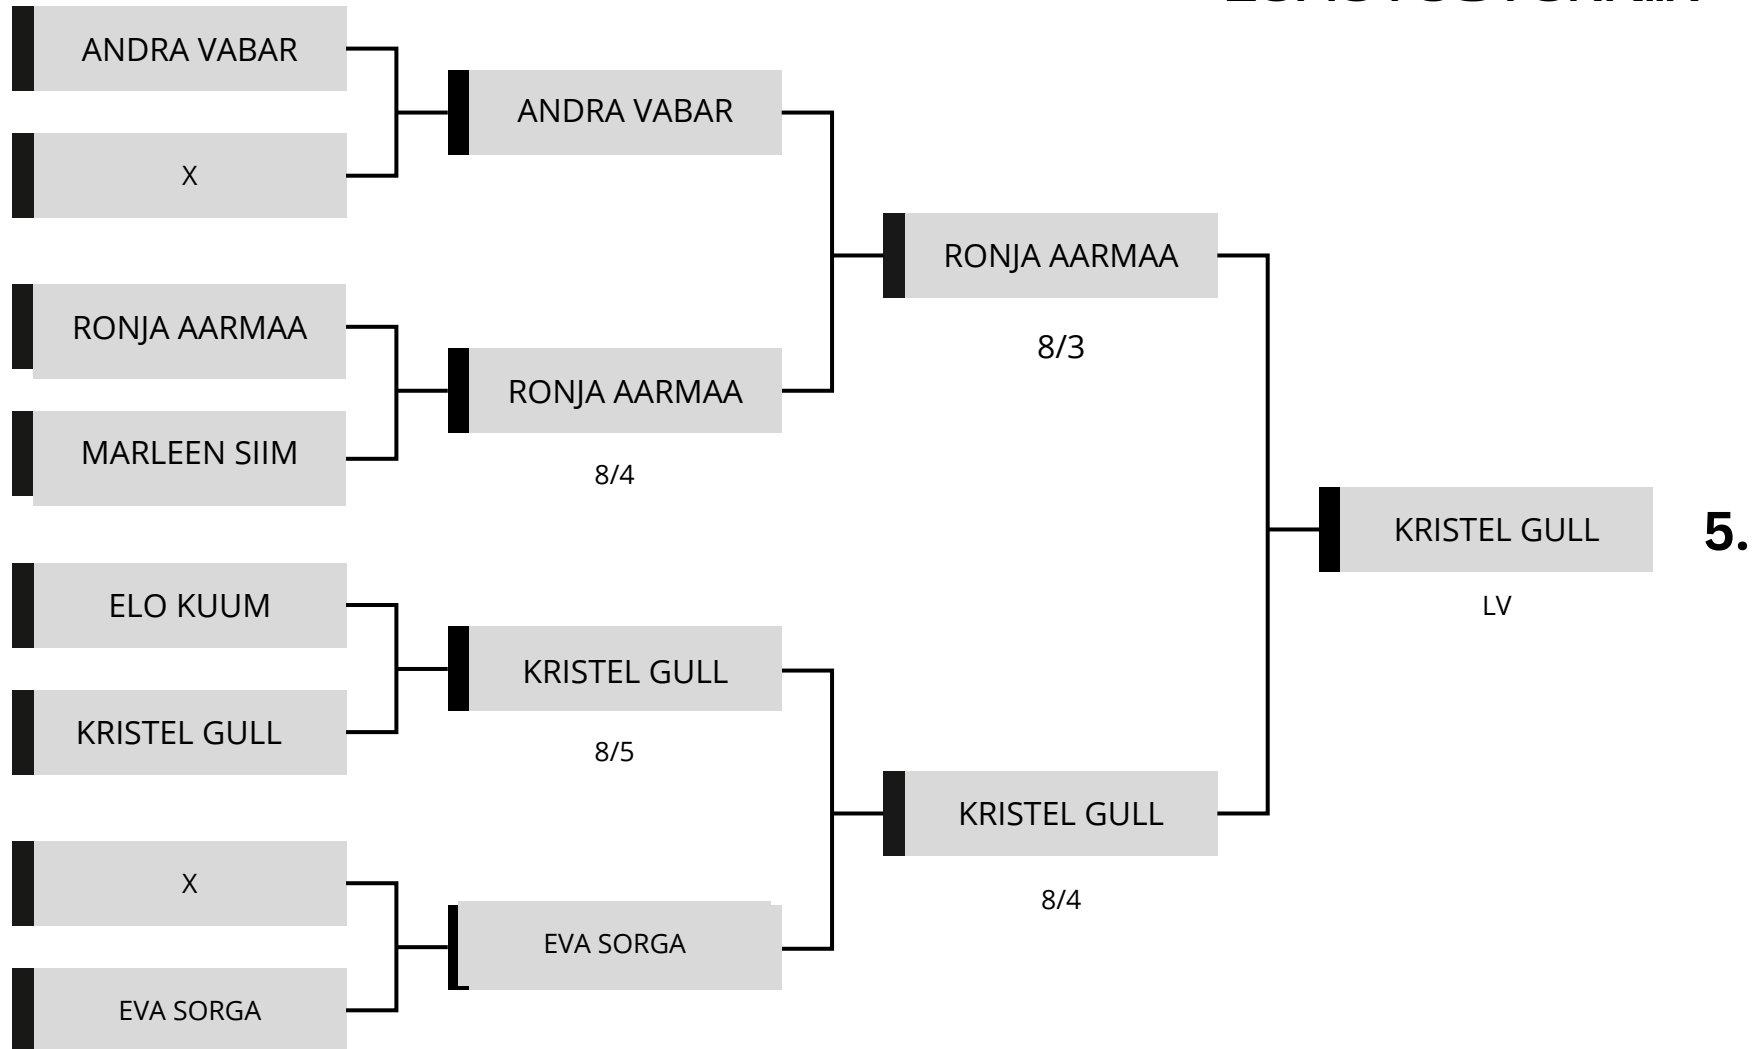 ANDRA VABAR
X
RONJA AARMAA
MARLEEN SIIM
ELO KUUM
KRISTEL GULL
X
EVA SORGA
ANDRA VABAR
RONJA AARMAA
8/4
KRISTEL GULL
8/5
EVA SORGA
RONJA AARMAA
8/3
KRISTEL GULL
8/4
KRISTEL GULL
LV
5.